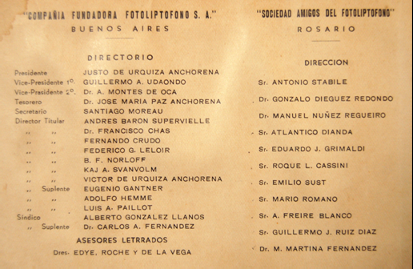 "COMPAÑIA FUNDADORA FOTOLIPTOFONO S. A."
BUENOS AIRES
DIRECTORIO
Presidente JUSTO DE URQUIZA ANCHORENA
Vice-Presidente 1º. GUILLERMO A. UDAONDO
Vice-Presidente 2º. Dr. A. MONTES DE OCA
Tesorero Dr. JOSE MARIA PAZ ANCHORENA
Secretario SANTIAGO MOREAU
Director Titular ANDRES BARON SUPERVIELLE
„ „ Dr. FRANCISCO CHAS
„ „ FERNANDO CRUDO
„ „ FEDERICO G. LELOIR
„ „ B. F. NORLOFF
„ „ KAJ A. SVANVOLM
„ „ VICTOR DE URQUIZA ANCHORENA
„ Suplente EUGENIO GANTNER
„ „ ADOLFO HEMME
„ „ LUIS A. PAILLOT
Síndico ALBERTO GONZALEZ LLANOS
„ Suplente Dr. CARLOS A. FERNANDEZ
ASESORES LETRADOS
Dres. EDYE, ROCHE Y DE LA VEGA
"SOCIEDAD AMIGOS DEL FOTOLIPTOFONO"
ROSARIO
DIRECCION
Sr. ANTONIO STABILE
Dr. GONZALO DIEGUEZ REDONDO
Dr. MANUEL NUÑEZ REGUEIRO
Sr. ATLANTICO DIANDA
Sr. EDUARDO J. GRIMALDI
Sr. ROQUE L. CASSINI
Sr. EMILIO SUST
Sr. MARIO ROMANO
Sr. A. FREIRE BLANCO
Sr. GUILLERMO J. RUIZ DIAZ
Dr. M. MARTINA FERNANDEZ